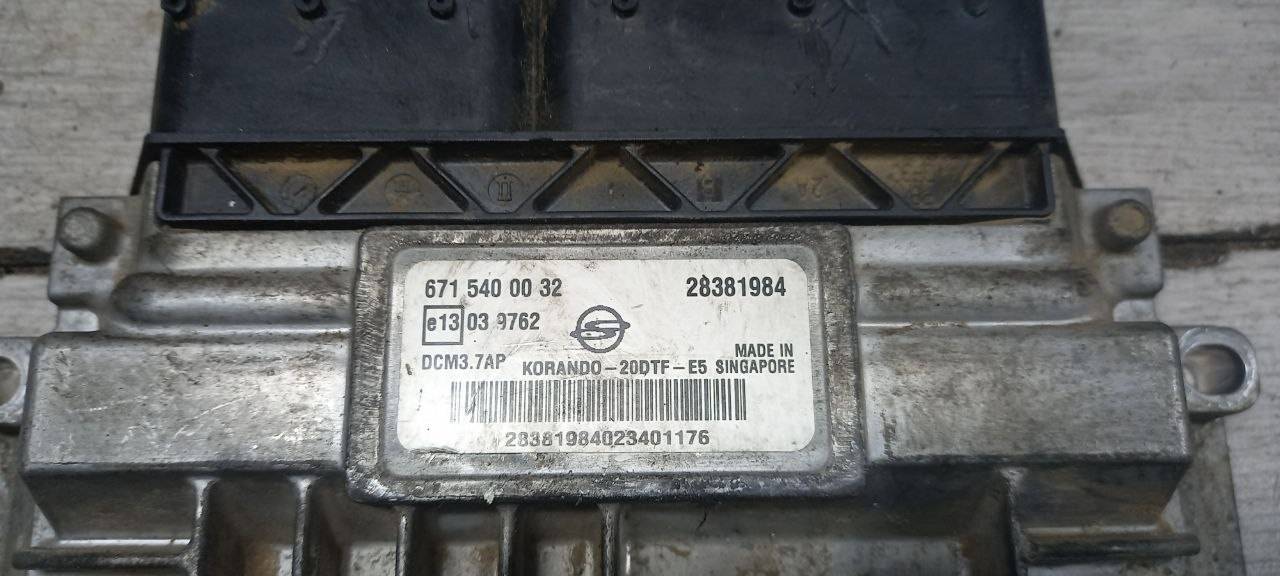 671 540 00 32 28381984
e13 03 9762
DCM3.7AP KORANDO-20DTF-E5 MADE IN SINGAPORE
28381984023401176